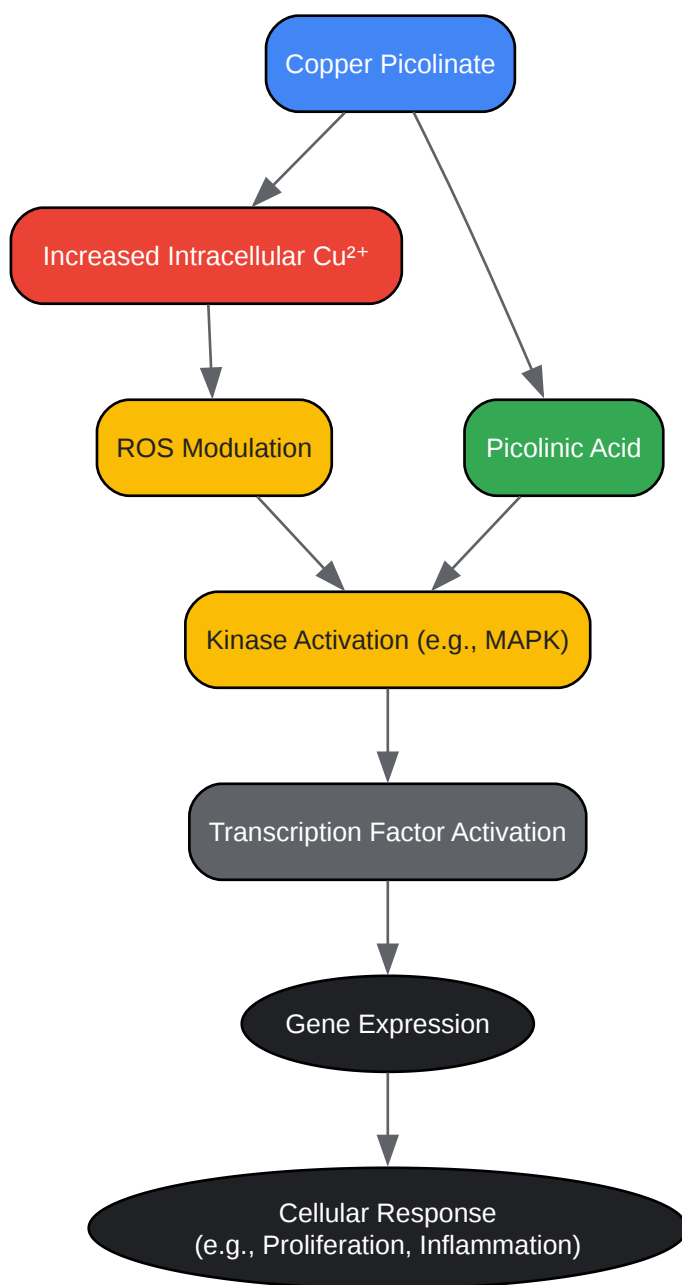 Copper Picolinate
Increased Intracellular Cu²⁺
ROS Modulation
Picolinic Acid
Kinase Activation (e.g., MAPK)
Transcription Factor Activation
Gene Expression
Cellular Response
(e.g., Proliferation, Inflammation)